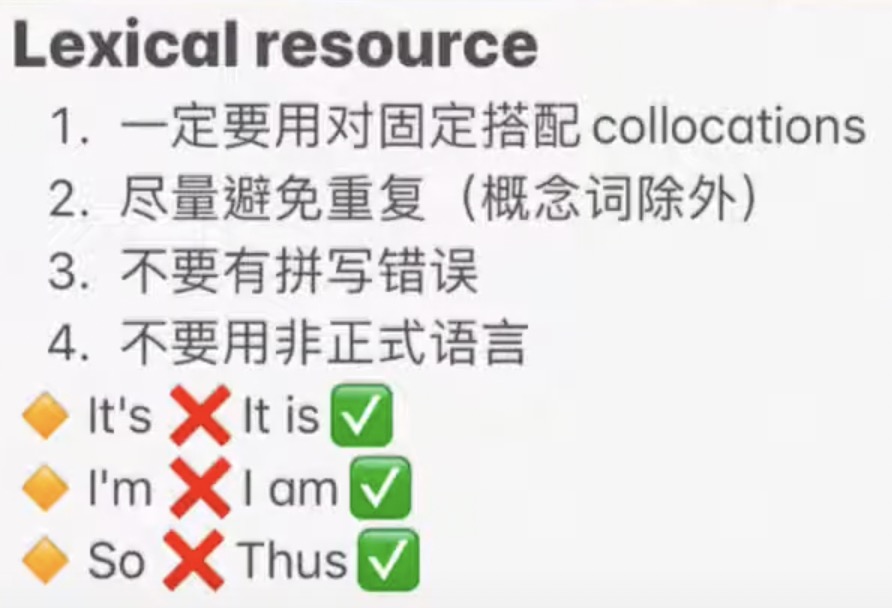 Lexical resource
1. 一定要用对固定搭配 collocations
2. 尽量避免重复（概念词除外）
3. 不要有拼写错误
4. 不要用非正式语言
🔸 It's ❌ It is ✅
🔸 I'm ❌ I am ✅
🔸 So ❌ Thus ✅